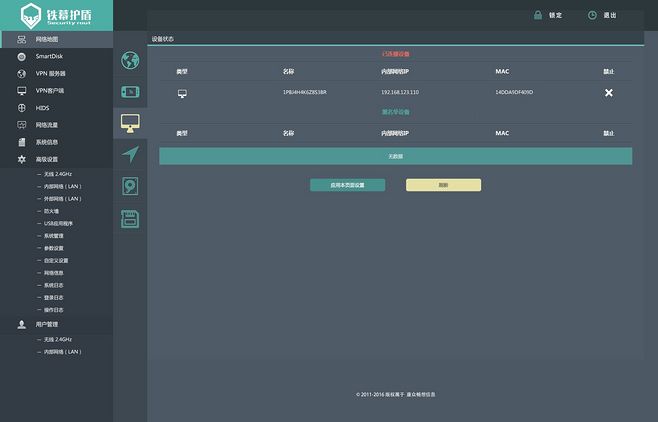 铁幕护盾
Security rout
锁定
退出
网络地图
SmartDisk
VPN 服务器
VPN客户端
HIDS
网络流量
系统信息
高级设置
无线 2.4GHz
内部网络（LAN）
外部网络（LAN）
防火墙
USB应用程序
系统管理
参数设置
自定义设置
网络信息
系统日志
登录日志
操作日志
用户管理
无线 2.4GHz
内部网络（LAN）
设备状态
已连接设备
类型 名称 内部网络IP MAC 禁止
1PBJ4H4K6Z8S3BR 192.168.123.110 14DDA9DF409D
黑名单设备
类型 名称 内部网络IP MAC 禁止
无数据
应用本页面设置
刷新
© 2011-2016 版权属于 康众畅想信息